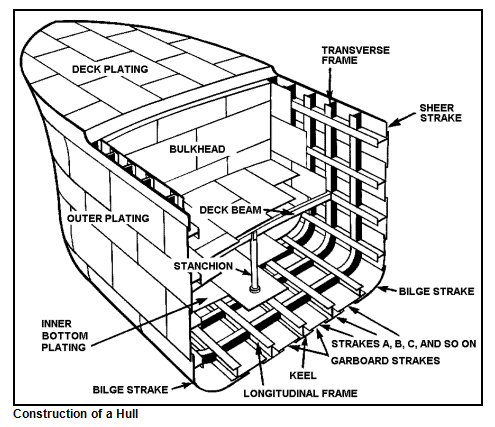 DECK PLATING
TRANSVERSE
FRAME
SHEER
STRAKE
BULKHEAD
DECK BEAM
OUTER PLATING
STANCHION
BILGE STRAKE
INNER
BOTTOM
PLATING
STRAKES A, B, C, AND SO ON
GARBOARD STRAKES
KEEL
BILGE STRAKE
LONGITUDINAL FRAME
Construction of a Hull